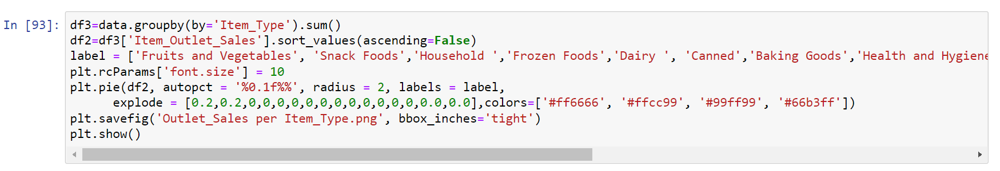 In [93]:
df3=data.groupby(by='Item_Type').sum()
df2=df3['Item_Outlet_Sales'].sort_values(ascending=False)
label = ['Fruits and Vegetables', 'Snack Foods','Household ','Frozen Foods','Dairy ', 'Canned','Baking Goods','Health and Hygiene
plt.rcParams['font.size'] = 10
plt.pie(df2, autopct = '%0.1f%%', radius = 2, labels = label,
      explode = [0.2,0.2,0,0,0,0,0,0,0,0,0,0,0,0,0.0,0.0],colors=['#ff6666', '#ffcc99', '#99ff99', '#66b3ff'])
plt.savefig('Outlet_Sales per Item_Type.png', bbox_inches='tight')
plt.show()